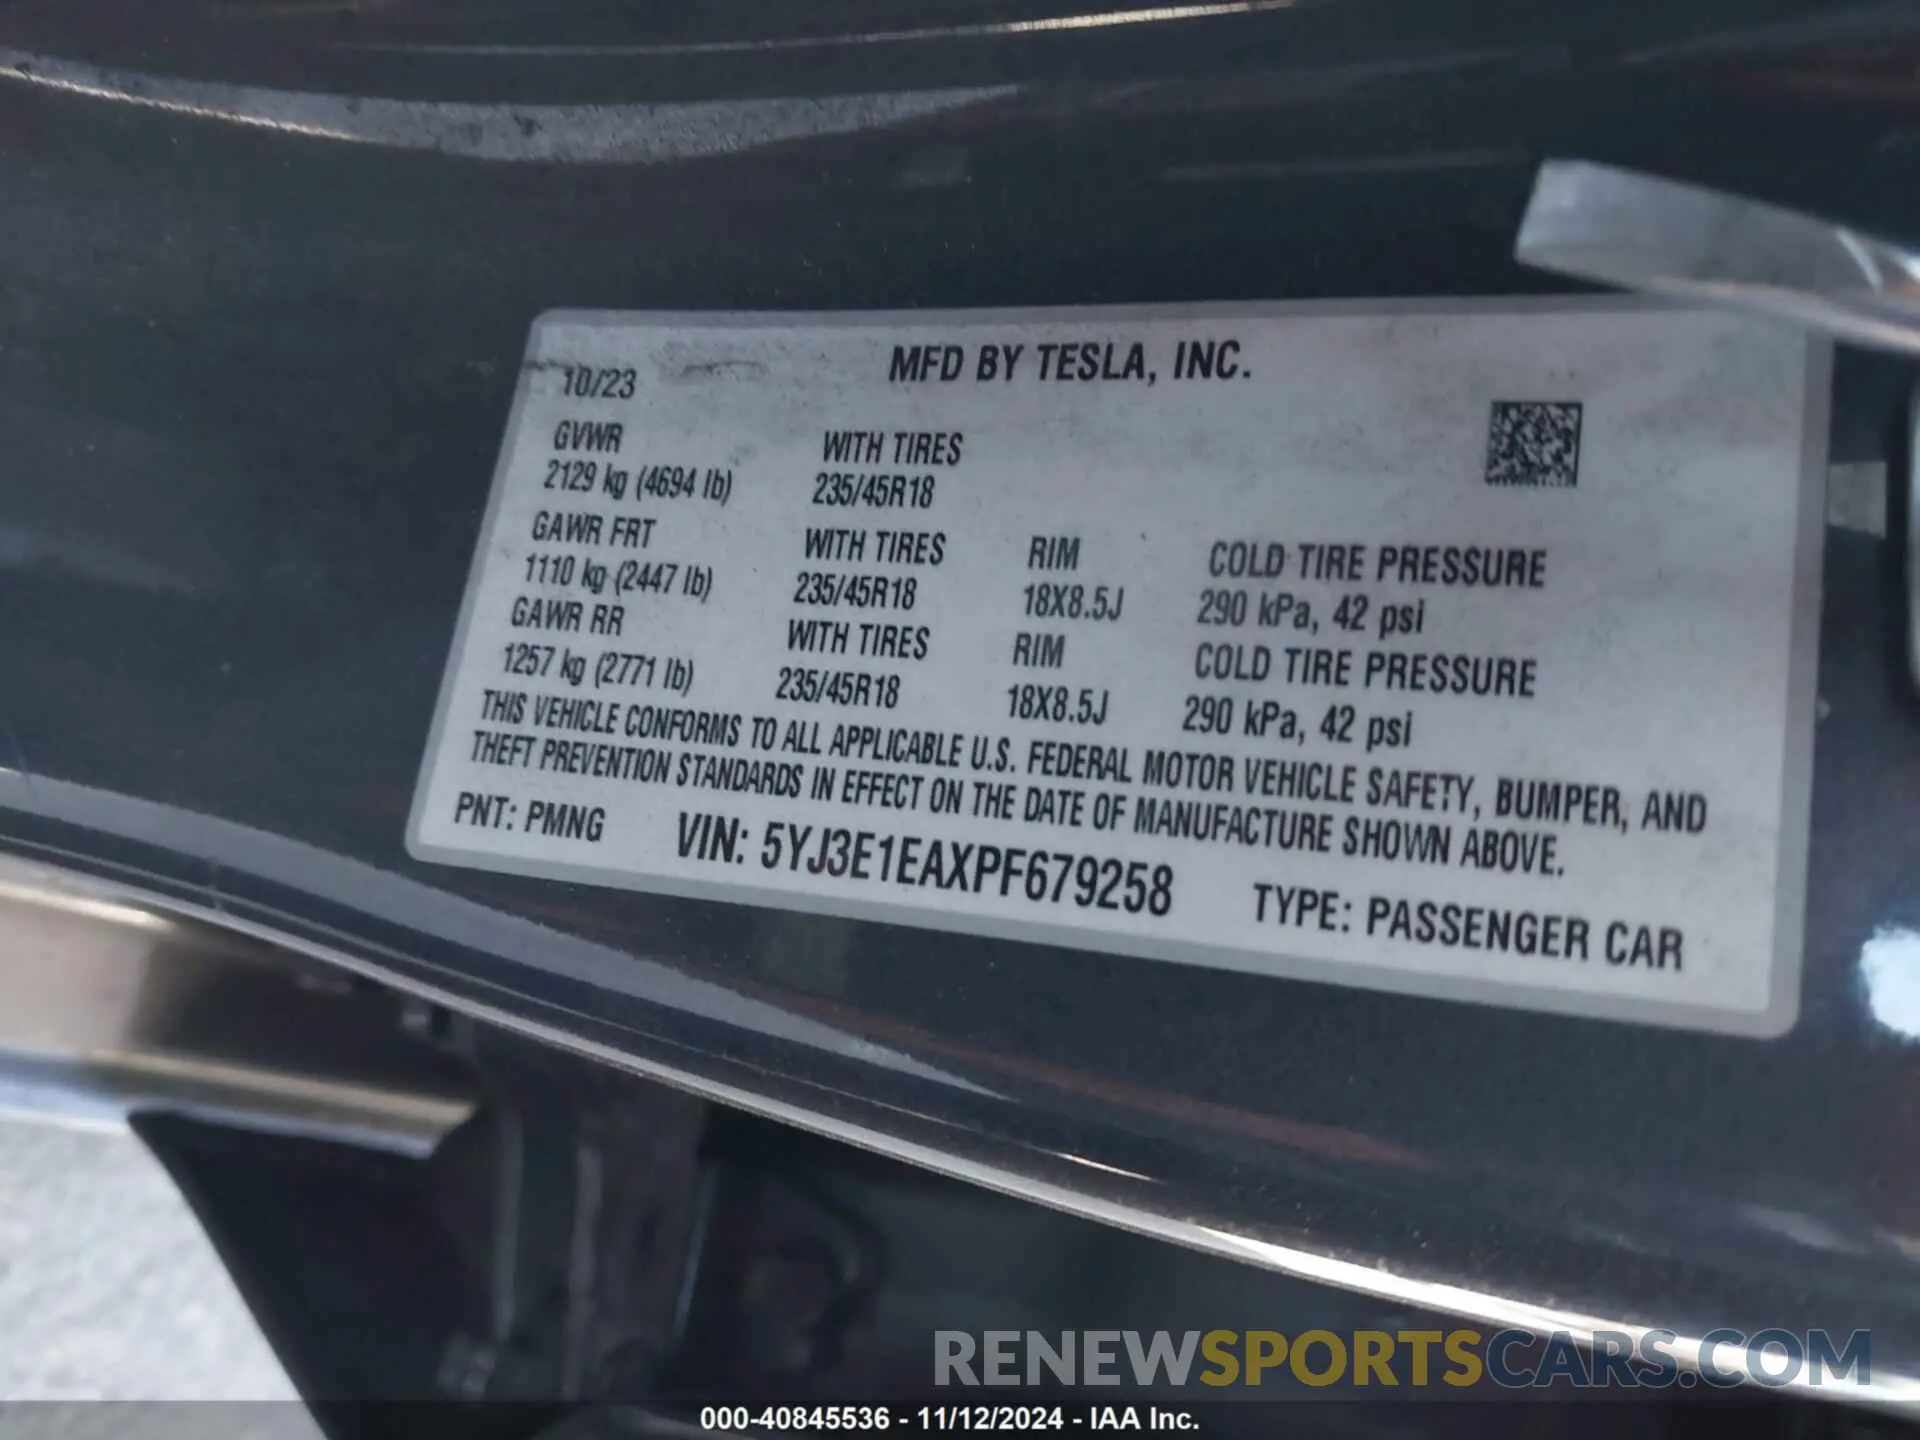 MFD BY TESLA, INC.
10/23
GVWR WITH TIRES
2129 kg (4694 lb) 235/45R18
GAWR FRT WITH TIRES RIM COLD TIRE PRESSURE
1110 kg (2447 lb) 235/45R18 18X8.5J 290 kPa, 42 psi
GAWR RR WITH TIRES RIM COLD TIRE PRESSURE
1257 kg (2771 lb) 235/45R18 18X8.5J 290 kPa, 42 psi
THIS VEHICLE CONFORMS TO ALL APPLICABLE U.S. FEDERAL MOTOR VEHICLE SAFETY, BUMPER, AND
THEFT PREVENTION STANDARDS IN EFFECT ON THE DATE OF MANUFACTURE SHOWN ABOVE.
PNT: PMNG VIN: 5YJ3E1EAXPF679258 TYPE: PASSENGER CAR
RENEWSPORTSCARS.COM
000-40845536 - 11/12/2024 - IAA Inc.